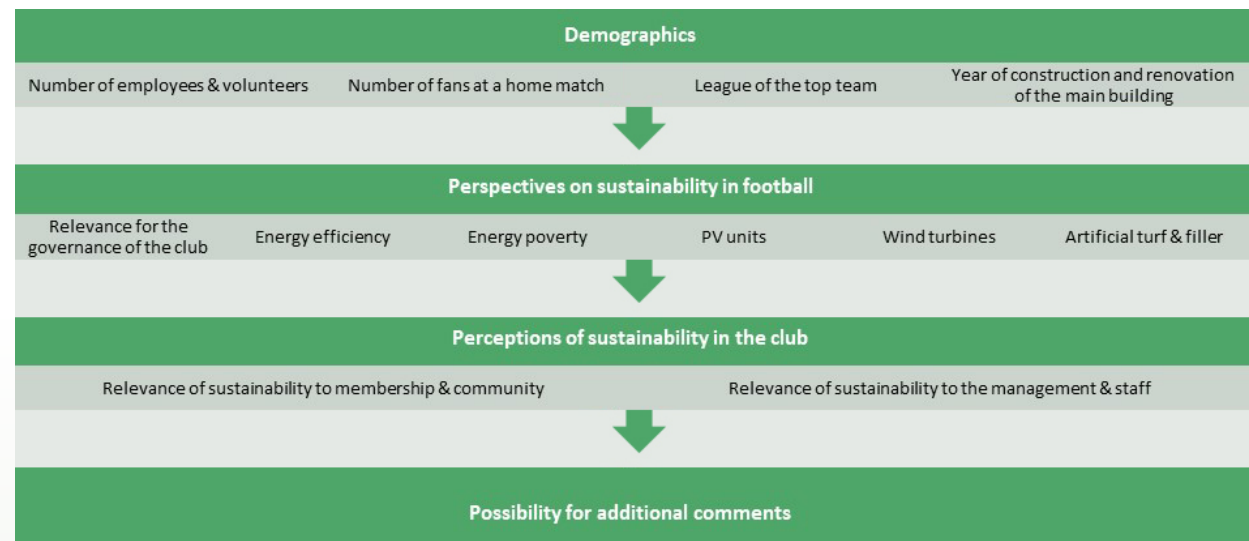 Demographics
Number of employees & volunteers
Number of fans at a home match
League of the top team
Year of construction and renovation
of the main building
Perspectives on sustainability in football
Relevance for the
governance of the club
Energy efficiency
Energy poverty
PV units
Wind turbines
Artificial turf & filler
Perceptions of sustainability in the club
Relevance of sustainability to membership & community
Relevance of sustainability to the management & staff
Possibility for additional comments